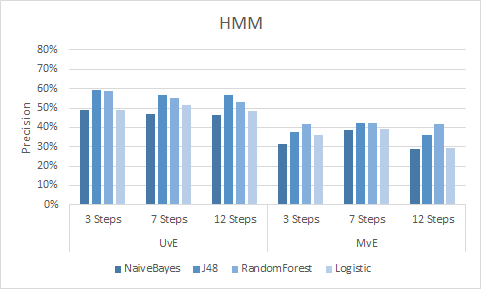 HMM
80%
70%
60%
50%
40%
30%
20%
10%
0%
Precision
3 Steps 7 Steps 12 Steps 3 Steps 7 Steps 12 Steps
UvE MvE
NaiveBayes J48 RandomForest Logistic